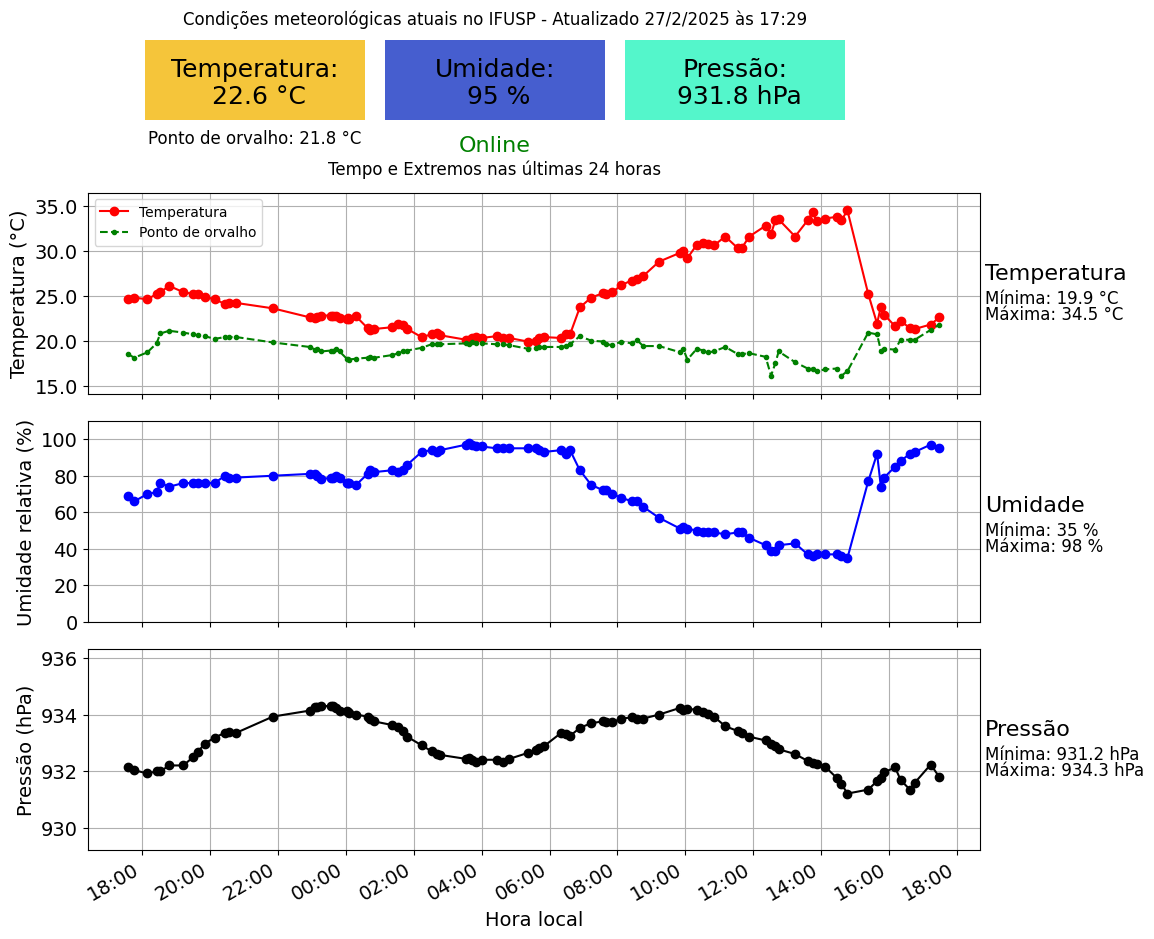 Condições meteorológicas atuais no IFUSP - Atualizado 27/2/2025 às 17:29
Temperatura:
22.6 °C
Umidade:
95 %
Pressão:
931.8 hPa
Ponto de orvalho: 21.8 °C
Online
Tempo e Extremos nas últimas 24 horas
Temperatura (°C)
35.0
30.0
25.0
20.0
15.0
Temperatura
Ponto de orvalho
Temperatura
Mínima: 19.9 °C
Máxima: 34.5 °C
Umidade relativa (%)
100
80
60
40
20
0
Umidade
Mínima: 35 %
Máxima: 98 %
Pressão (hPa)
936
934
932
930
Pressão
Mínima: 931.2 hPa
Máxima: 934.3 hPa
18:00
20:00
22:00
00:00
02:00
04:00
06:00
08:00
10:00
12:00
14:00
16:00
18:00
Hora local